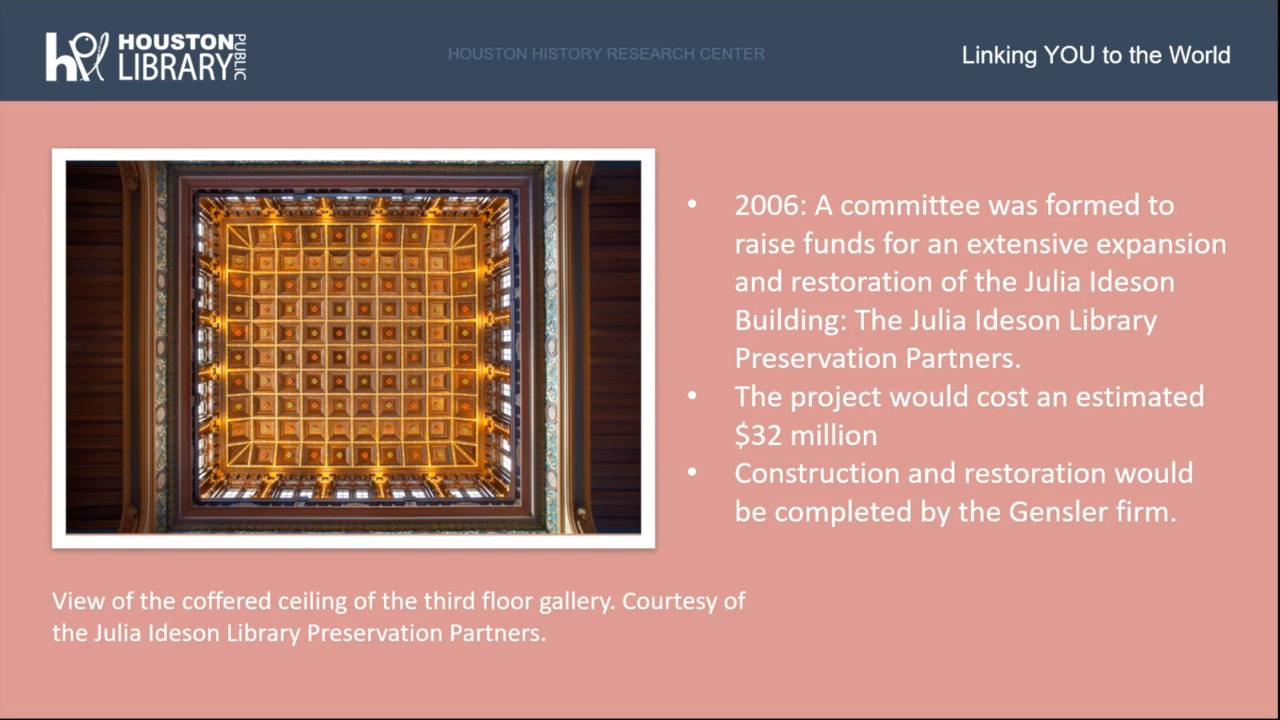 HOUSTON
LIBRARY
PUBLIC
HOUSTON HISTORY RESEARCH CENTER
Linking YOU to the World
• 2006: A committee was formed to
raise funds for an extensive expansion
and restoration of the Julia Ideson
Building: The Julia Ideson Library
Preservation Partners.
• The project would cost an estimated
$32 million
• Construction and restoration would
be completed by the Gensler firm.
View of the coffered ceiling of the third floor gallery. Courtesy of
the Julia Ideson Library Preservation Partners.